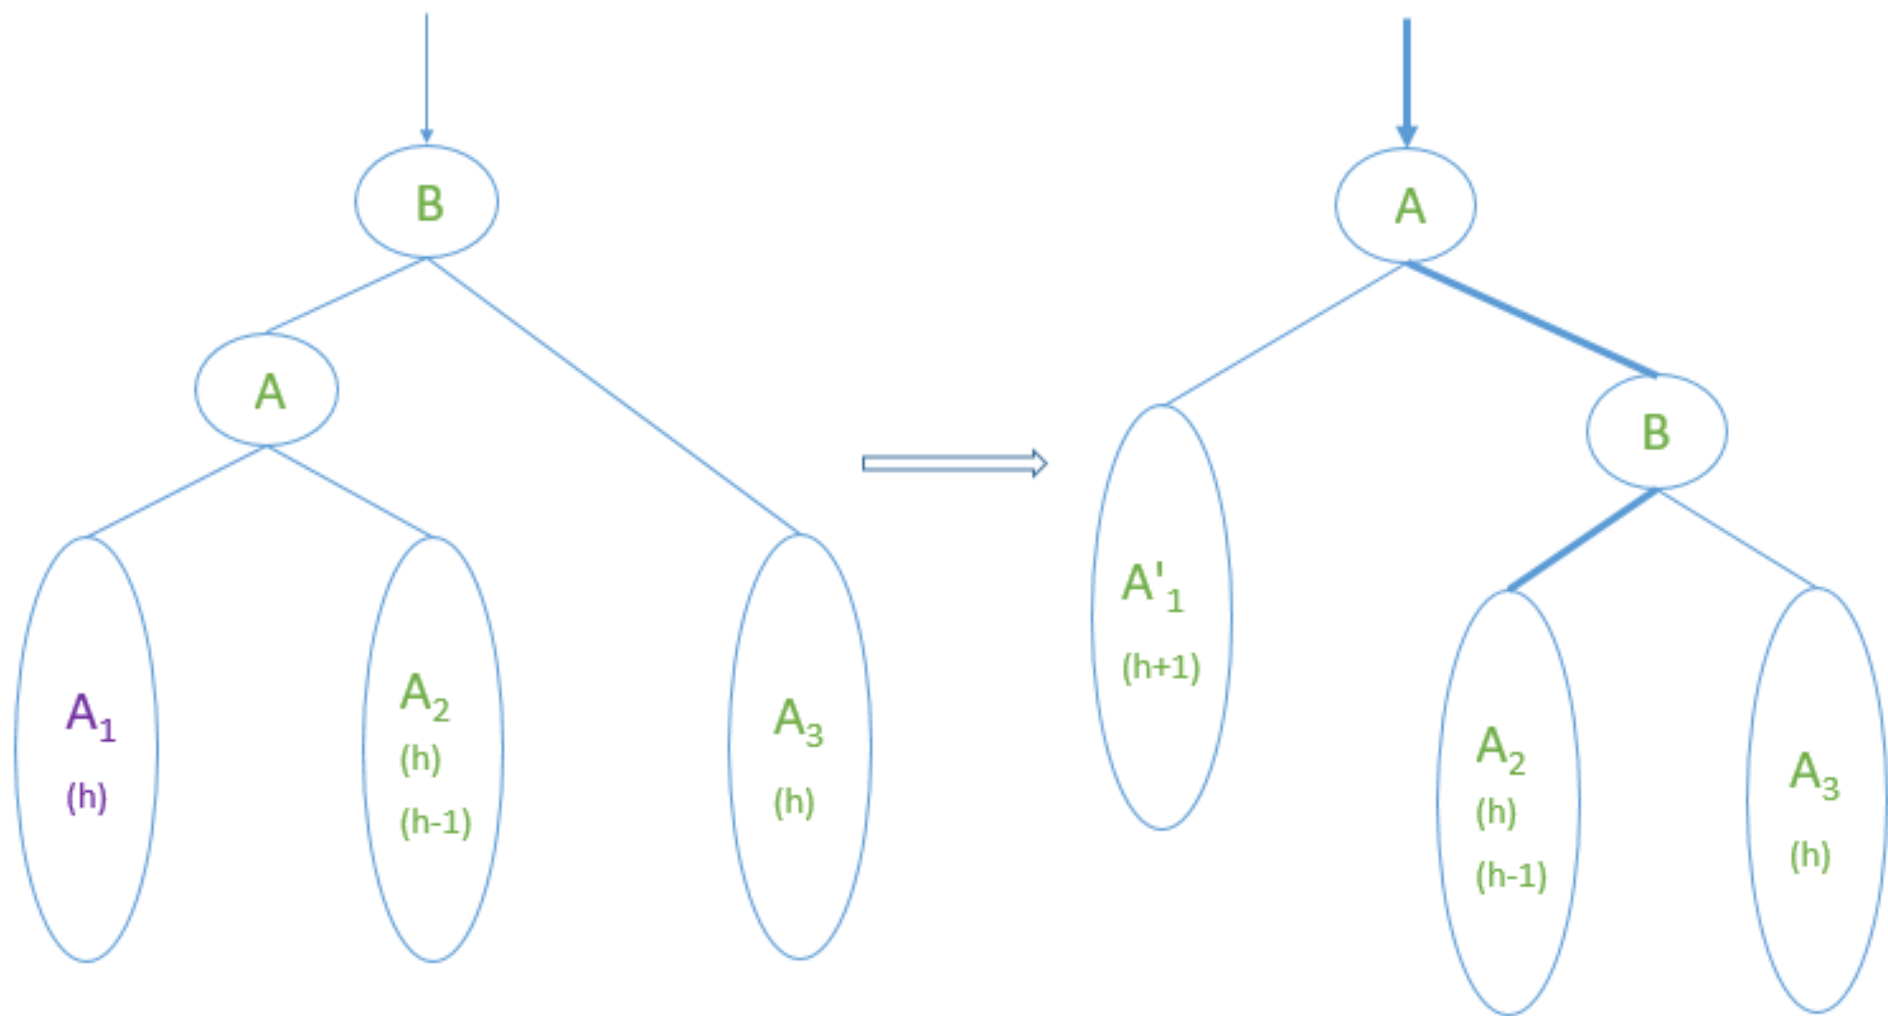 B
A
A₁
(h)
A₂
(h)
(h-1)
A₃
(h)
A
B
A'₁
(h+1)
A₂
(h)
(h-1)
A₃
(h)